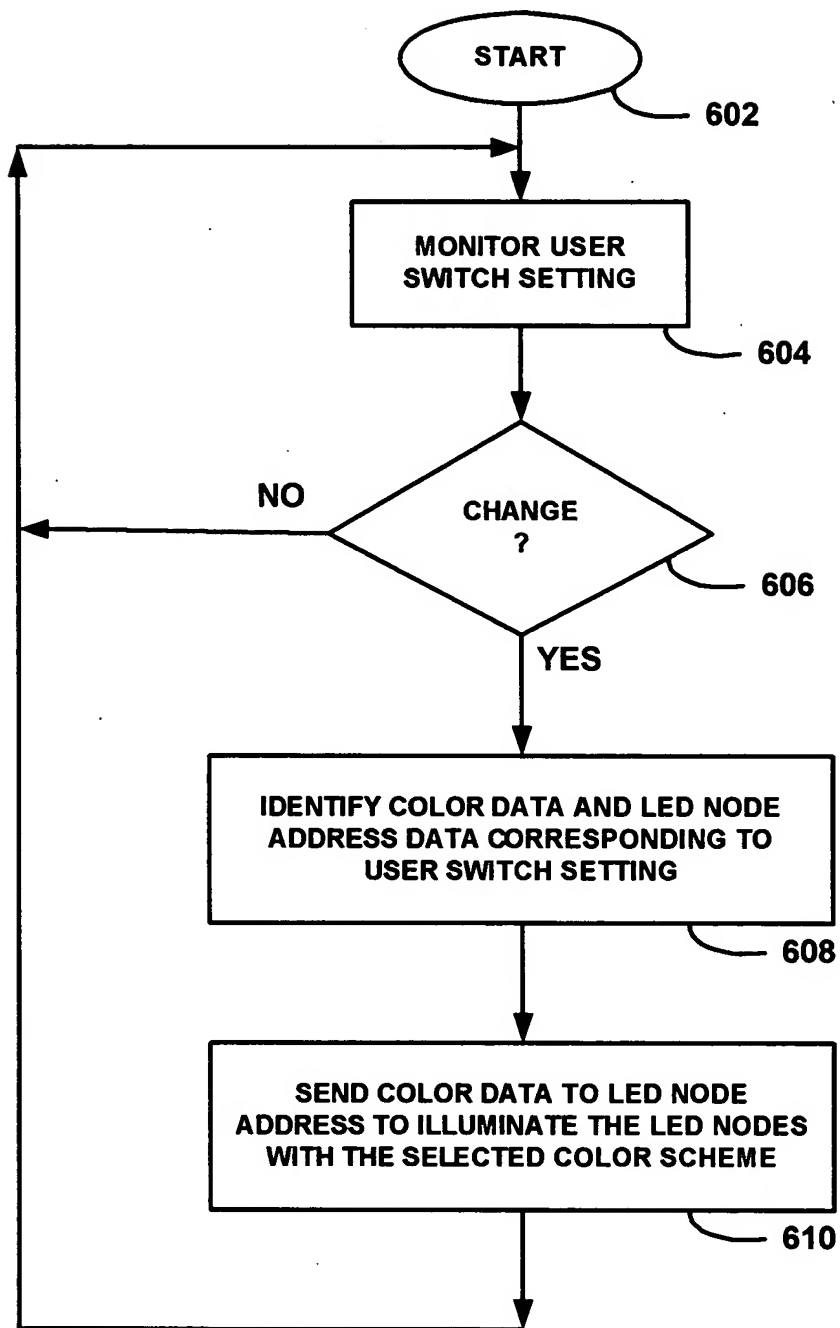 START
602
MONITOR USER
SWITCH SETTING
604
NO
CHANGE
?
606
YES
IDENTIFY COLOR DATA AND LED NODE
ADDRESS DATA CORRESPONDING TO
USER SWITCH SETTING
608
SEND COLOR DATA TO LED NODE
ADDRESS TO ILLUMINATE THE LED NODES
WITH THE SELECTED COLOR SCHEME
610